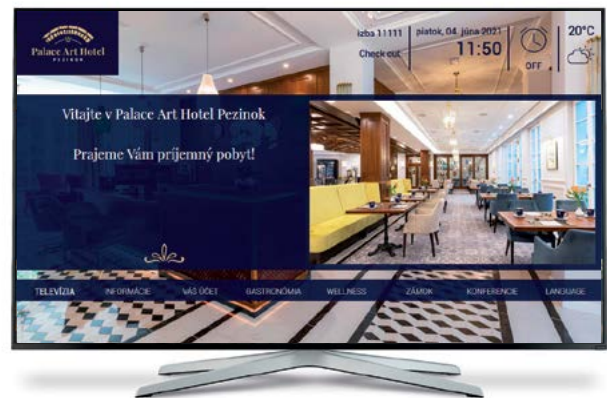 Palace Art Hotel
PEZINOK
Izba 11111
Check out
piatok, 04. júna 2021
11:50
OFF
20°C
Vitajte v Palace Art Hotel Pezinok
Prajeme Vám príjemný pobyt!
TELEVÍZIA INFORMÁCIE VÁŠ ÚČET GASTRONÓMIA WELLNESS ZÁMOK KONFERENCIE LANGUAGE